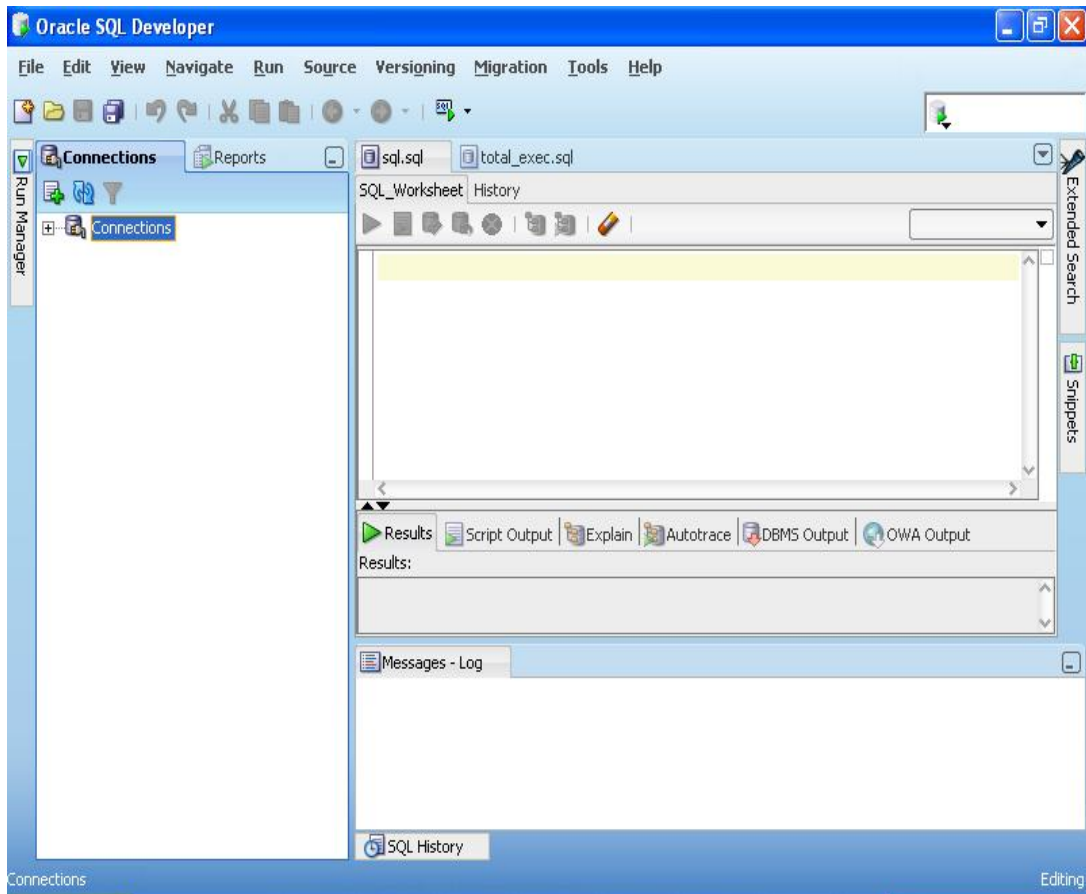 Oracle SQL Developer
File Edit View Navigate Run Source Versioning Migration Tools Help
Run Manager
Connections Reports
Connections
sql.sql total_exec.sql
SQL_Worksheet History
Results Script Output Explain Autotrace DBMS Output OWA Output
Results:
Messages - Log
SQL History
Extended Search
Snippets
Connections Editing